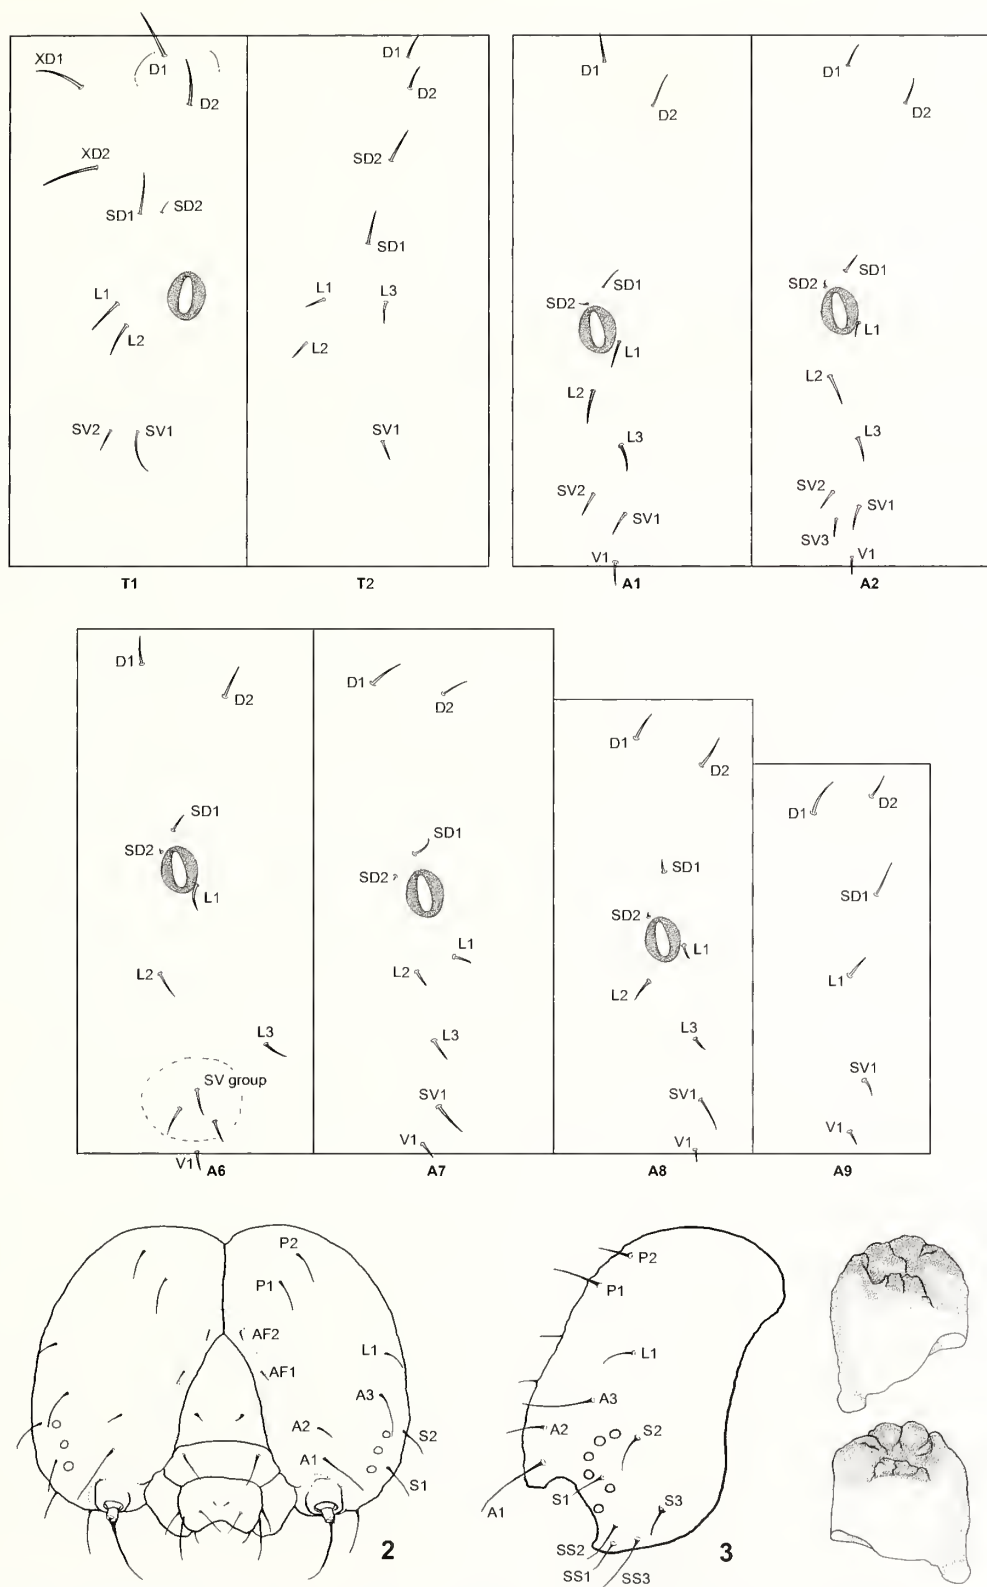 D1
XD1
D2
XD2
SD1
SD2
L1
L2
SV2
SV1
T1
D1
D2
SD2
SD1
L1
L3
L2
SV1
T2
D1
D2
SD1
SD2
L1
L2
L3
SV2
SV1
V1
A1
D1
D2
SD1
SD2
L1
L2
L3
SV2
SV1
SV3
V1
A2
D1
D2
SD1
SD2
L1
L2
L3
SV group
V1
A6
D1
D2
SD1
SD2
L1
L2
L3
SV1
V1
A7
D1
D2
SD1
SD2
L1
L2
L3
SV1
V1
A8
D1
D2
SD1
L1
SV1
V1
A9
P2
P1
AF2
AF1
L1
A3
A2
S2
A1
S1
2
P2
P1
L1
A3
A2
S2
S1
A1
S3
SS2
SS1
SS3
3